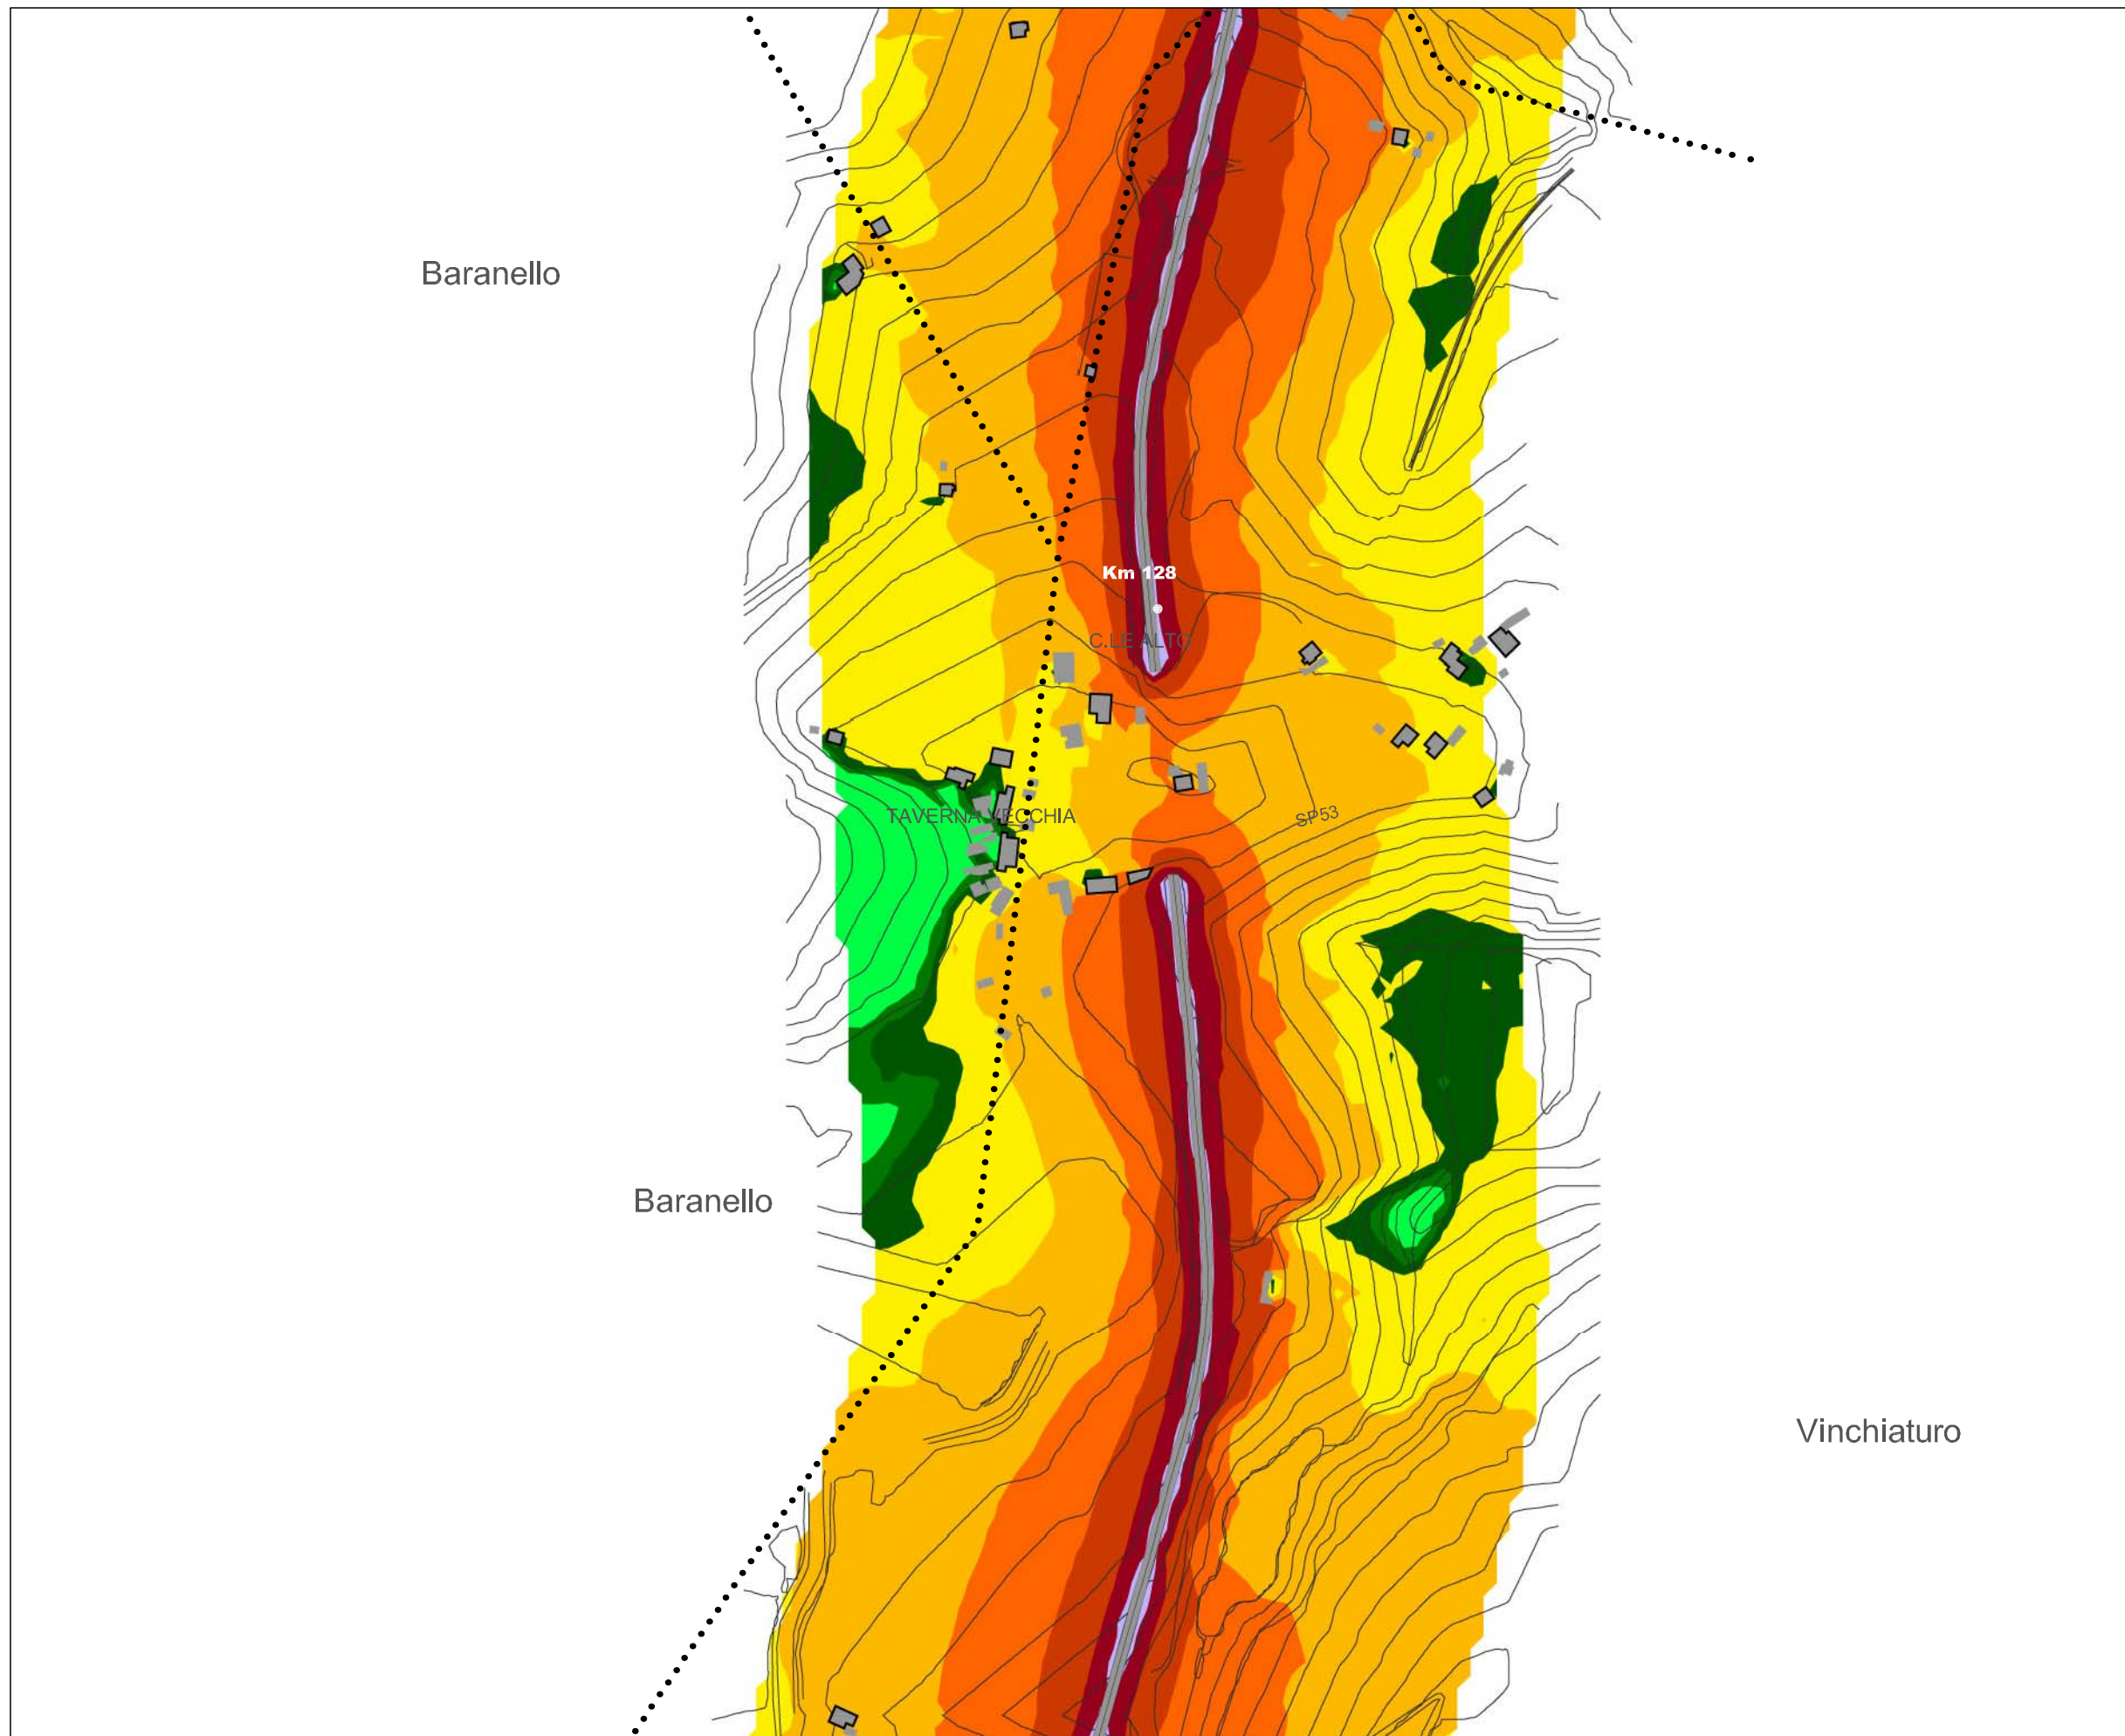 Baranello
Km 128
C.LE ALTO
TAVERNA VECCHIA
SP53
Baranello
Vinchiaturo